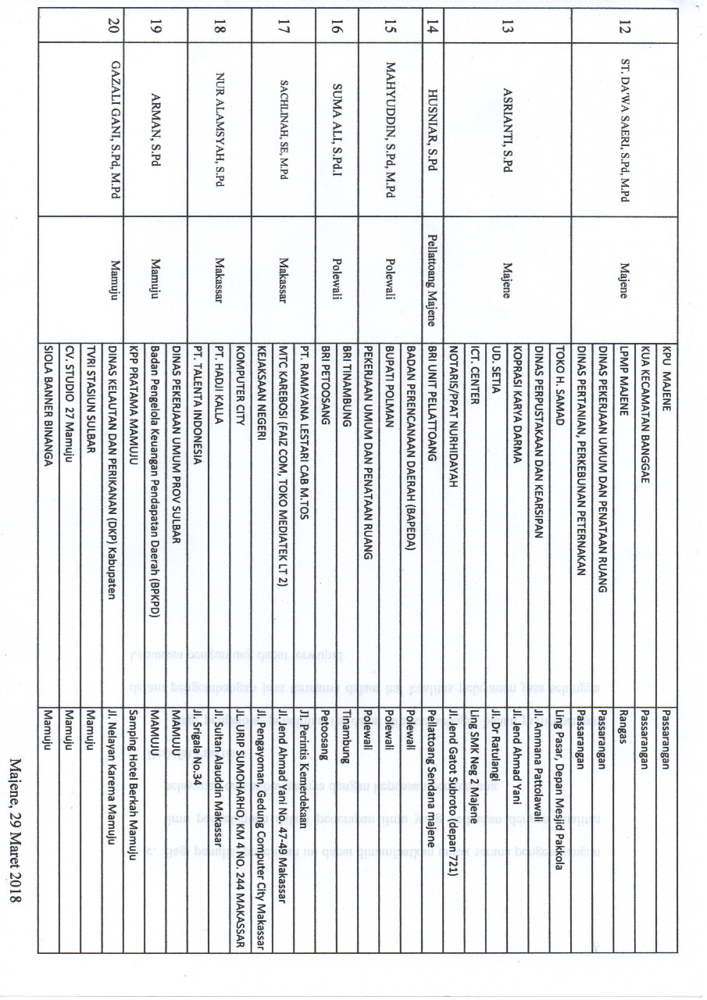 12 ST. DA'WA SAERI, S.Pd, M.Pd Majene KPU MAJENE Passarangan
KUA KECAMATAN BANGGAE Passarangan
LPMP MAJENE Rangas
DINAS PEKERJAAN UMUM DAN PENATAAN RUANG Passarangan
DINAS PERTANIAN, PERKEBUNAN PETERNAKAN Passarangan
13 ASRIANTI, S.Pd Majene TOKO H. SAMAD Ling Pasar, Depan Mesjid Pakkola
DINAS PERPUSTAKAAN DAN KEARSIPAN Jl. Ammana Pattolawali
KOPRASI KARYA DARMA Jl. Jend Ahmad Yani
UD. SETIA Jl. Dr Ratulangi
ICT. CENTER Ling SMK Neg 2 Majene
NOTARIS/PPAT NURHIDAYAH Jl. Jend Gatot Subroto (depan 721)
14 HUSNIAR, S.Pd Pellattoang Majene BRI UNIT PELLATTOANG Pellattoang Sendana majene
15 MAHYUDDIN, S.Pd, M.Pd Polewali BADAN PERENCANAAN DAERAH (BAPEDA) Polewali
BUPATI POLMAN Polewali
PEKERJAAN UMUM DAN PENATAAN RUANG Polewali
16 SUMA ALI, S.Pd.I Polewali BRI TINAMBUNG Tinambung
BRI PETOOSANG Petoosang
17 SACHLINAH, SE, M.Pd Makassar PT. RAMAYANA LESTARI CAB M.TOS Jl. Perintis Kemerdekaan
MTC KAREBOSI (FAIZ COM, TOKO MEDIATEK LT 2) Jl. Jend Ahmad Yani No. 47-49 Makassar
KEJAKSAAN NEGERI Jl. Pengayoman, Gedung Computer City Makassar
18 NUR ALAMSYAH, S.Pd Makassar KOMPUTER CITY JL. URIP SUMOHARHO, KM 4 NO. 244 MAKASSAR
PT. HADJI KALLA Jl. Sultan Alauddin Makassar
PT. TALENTA INDONESIA Jl. Srigala No.34
19 ARMAN, S.Pd Mamuju DINAS PEKERJAAN UMUM PROV SULBAR MAMUJU
Badan Pengelola Keuangan Pendapatan Daerah (BPKPD) MAMUJU
KPP PRATAMA MAMUJU Samping Hotel Berkah Mamuju
20 GAZALI GANI, S.Pd, M.Pd Mamuju DINAS KELAUTAN DAN PERIKANAN (DKP) Kabupaten Jl. Nelayan Karema Mamuju
TVRI STASIUN SULBAR Mamuju
CV. STUDIO 27 Mamuju Mamuju
SIOLA BANNER BINANGA Mamuju
Majene, 29 Maret 2018